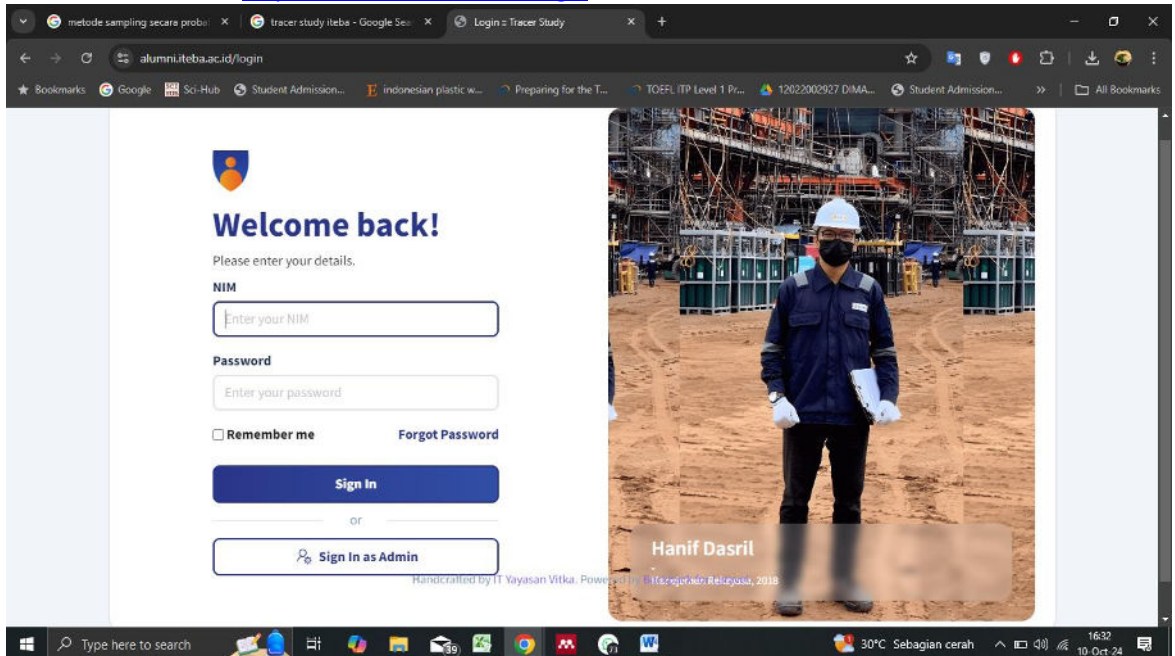 metode sampling secara probab
tracer study iteba - Google Sea
Login :: Tracer Study
alumni.iteba.ac.id/login
Bookmarks
Google
Sci-Hub
Student Admission...
indonesian plastic w...
Preparing for the T...
TOEFL ITP Level 1 Pr...
12022002927 DIMA...
Student Admission...
All Bookmarks
Welcome back!
Please enter your details.
NIM
Enter your NIM
Password
Enter your password
Remember me
Forgot Password
Sign In
or
Sign In as Admin
Handcrafted by IT Yayasan Vitka. Powered by
Hanif Dasril
Manajemen Rekayasa, 2018
Type here to search
30°C Sebagian cerah
16:32
10-Oct-24